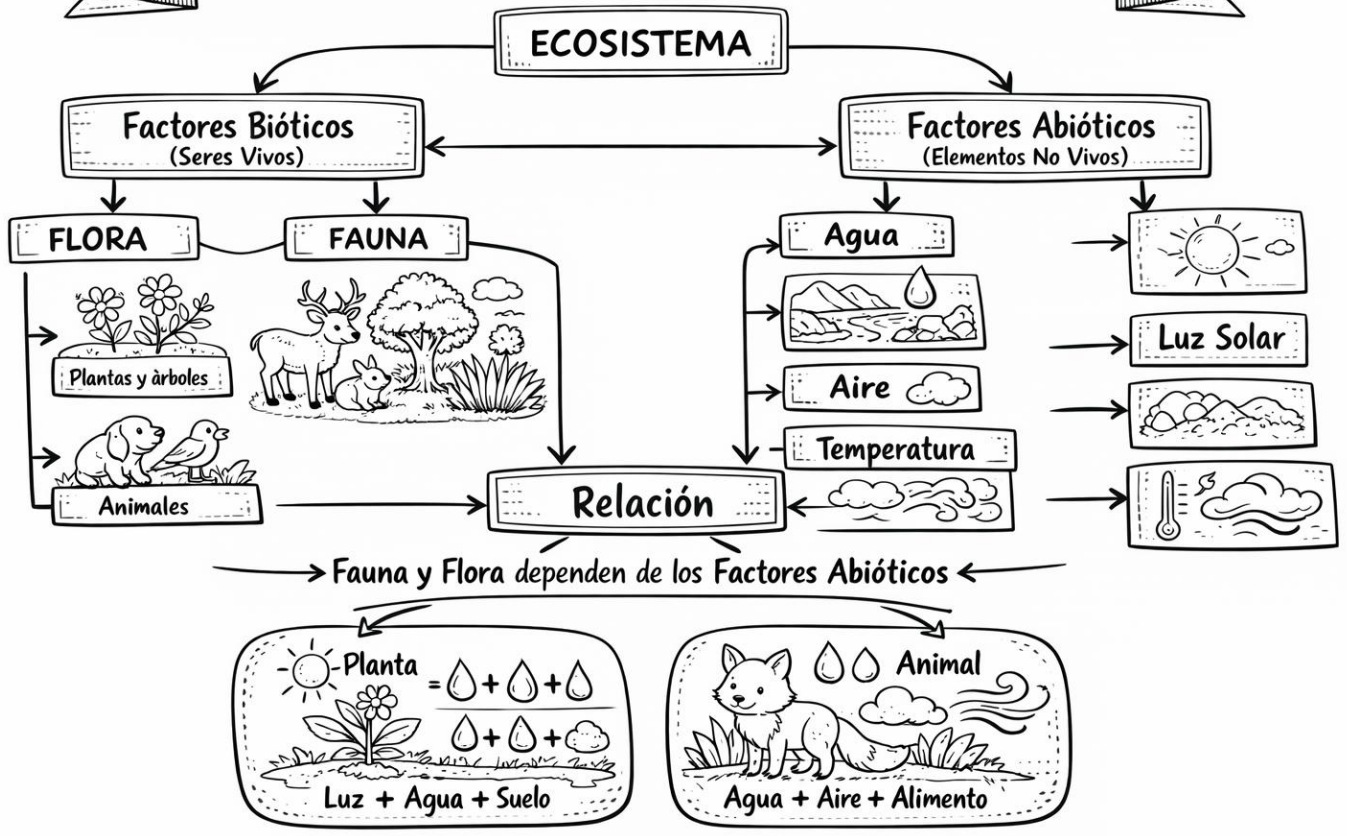 ECOSISTEMA
Factores Bióticos
(Seres Vivos)
Factores Abióticos
(Elementos No Vivos)
FLORA
FAUNA
Agua
Plantas y àrboles
Luz Solar
Aire
Temperatura
Animales
Relación
Fauna y Flora dependen de los Factores Abióticos
Planta
= + +
+ +
Luz + Agua + Suelo
Animal
Agua + Aire + Alimento